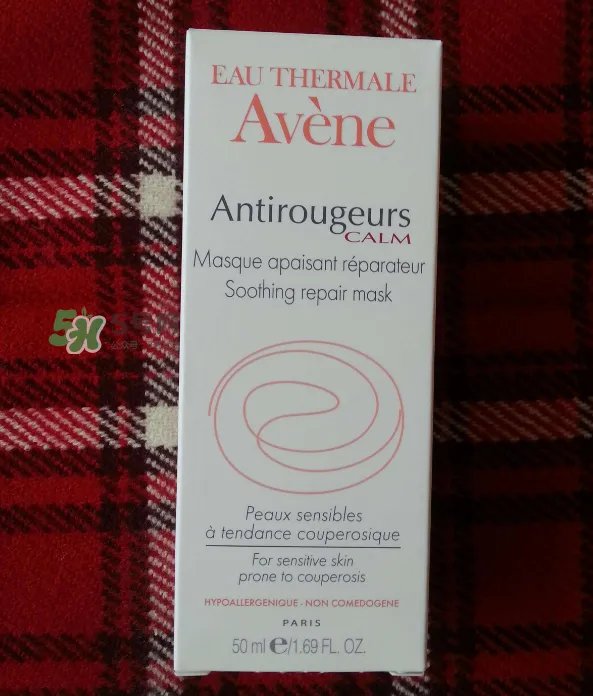 EAU THERMALE
Avène
Antirougeurs
CALM
Masque apaisant réparateur
Soothing repair mask
Peaux sensibles
à tendance couperosique
For sensitive skin
prone to couperosis
HYPOALLERGÉNIQUE - NON COMEDOGENE
PARIS
50 ml e/1.69 FL. OZ.